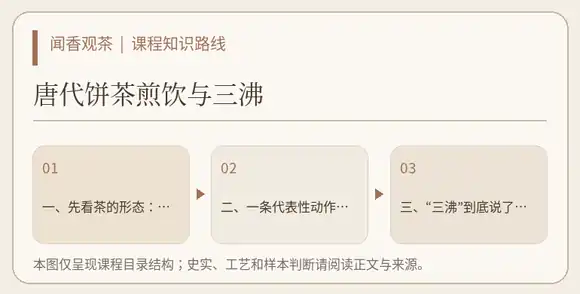 闻香观茶｜课程知识路线
唐代饼茶煎饮与三沸
01
一、先看茶的形态：…
02
二、一条代表性动作…
03
三、“三沸”到底说了…
本图仅呈现课程目录结构；史实、工艺和样本判断请阅读正文与来源。